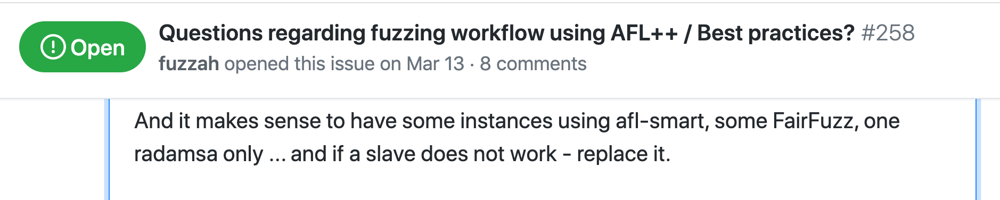 Open
Questions regarding fuzzing workflow using AFL++ / Best practices? #258
fuzzah opened this issue on Mar 13 · 8 comments
And it makes sense to have some instances using afl-smart, some FairFuzz, one
radamsa only ... and if a slave does not work - replace it.